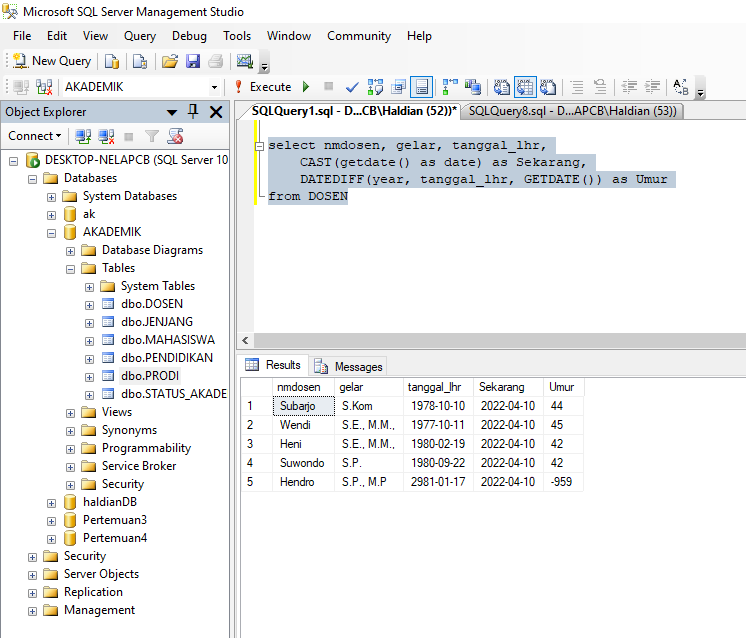 Microsoft SQL Server Management Studio
File Edit View Query Debug Tools Window Community Help
New Query
AKADEMIK Execute
Object Explorer
Connect
DESKTOP-NELAPCB (SQL Server 10
Databases
System Databases
ak
AKADEMIK
Database Diagrams
Tables
System Tables
dbo.DOSEN
dbo.JENJANG
dbo.MAHASISWA
dbo.PENDIDIKAN
dbo.PRODI
dbo.STATUS_AKADE
Views
Synonyms
Programmability
Service Broker
Security
haldianDB
Pertemuan3
Pertemuan4
Security
Server Objects
Replication
Management
SQLQuery1.sql - D...CB\Haldian (52))* SQLQuery8.sql - D...APCB\Haldian (53))
select nmdosen, gelar, tanggal_lhr,
CAST(getdate() as date) as Sekarang,
DATEDIFF(year, tanggal_lhr, GETDATE()) as Umur
from DOSEN
Results Messages
nmdosen gelar tanggal_lhr Sekarang Umur
1 Subarjo S.Kom 1978-10-10 2022-04-10 44
2 Wendi S.E., M.M., 1977-10-11 2022-04-10 45
3 Heni S.E., M.M., 1980-02-19 2022-04-10 42
4 Suwondo S.P. 1980-09-22 2022-04-10 42
5 Hendro S.P., M.P 2981-01-17 2022-04-10 -959